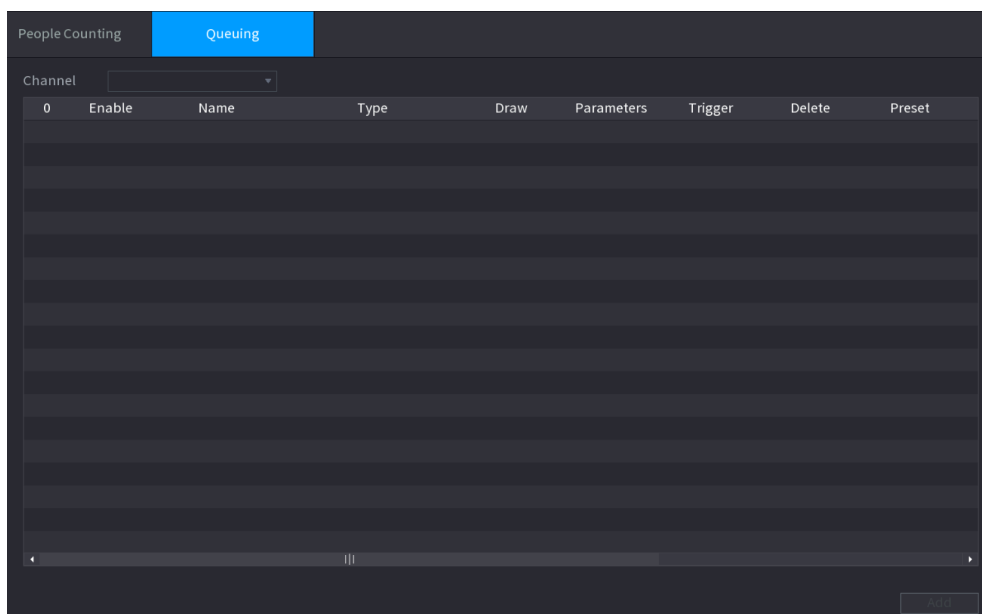 People Counting Queuing
Channel
0 Enable Name Type Draw Parameters Trigger Delete Preset
Add